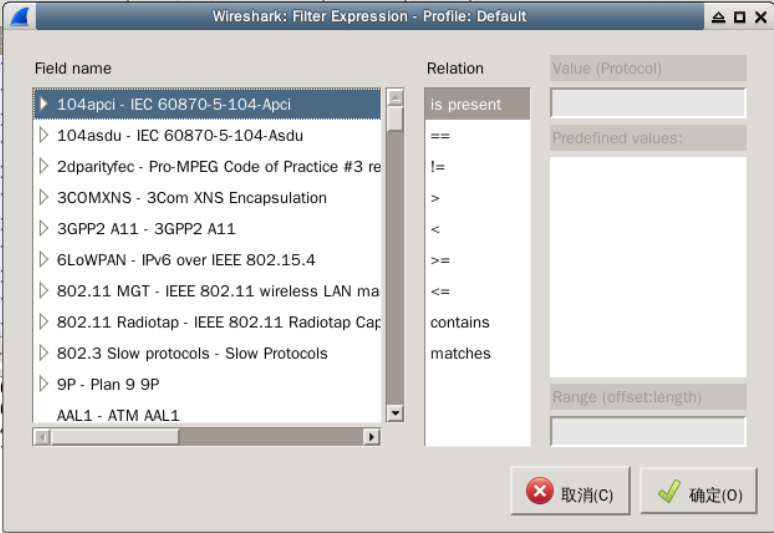 Wireshark: Filter Expression - Profile: Default
Field name
104apci - IEC 60870-5-104-Apci
104asdu - IEC 60870-5-104-Asdu
2dparityfec - Pro-MPEG Code of Practice #3 re
3COMXNS - 3Com XNS Encapsulation
3GPP2 A11 - 3GPP2 A11
6LoWPAN - IPv6 over IEEE 802.15.4
802.11 MGT - IEEE 802.11 wireless LAN ma
802.11 Radiotap - IEEE 802.11 Radiotap Cap
802.3 Slow protocols - Slow Protocols
9P - Plan 9 9P
AAL1 - ATM AAL1
Relation
is present
==
!=
>
<
>=
<=
contains
matches
Value (Protocol)
Predefined values:
Range (offset:length)
取消(C)
确定(O)